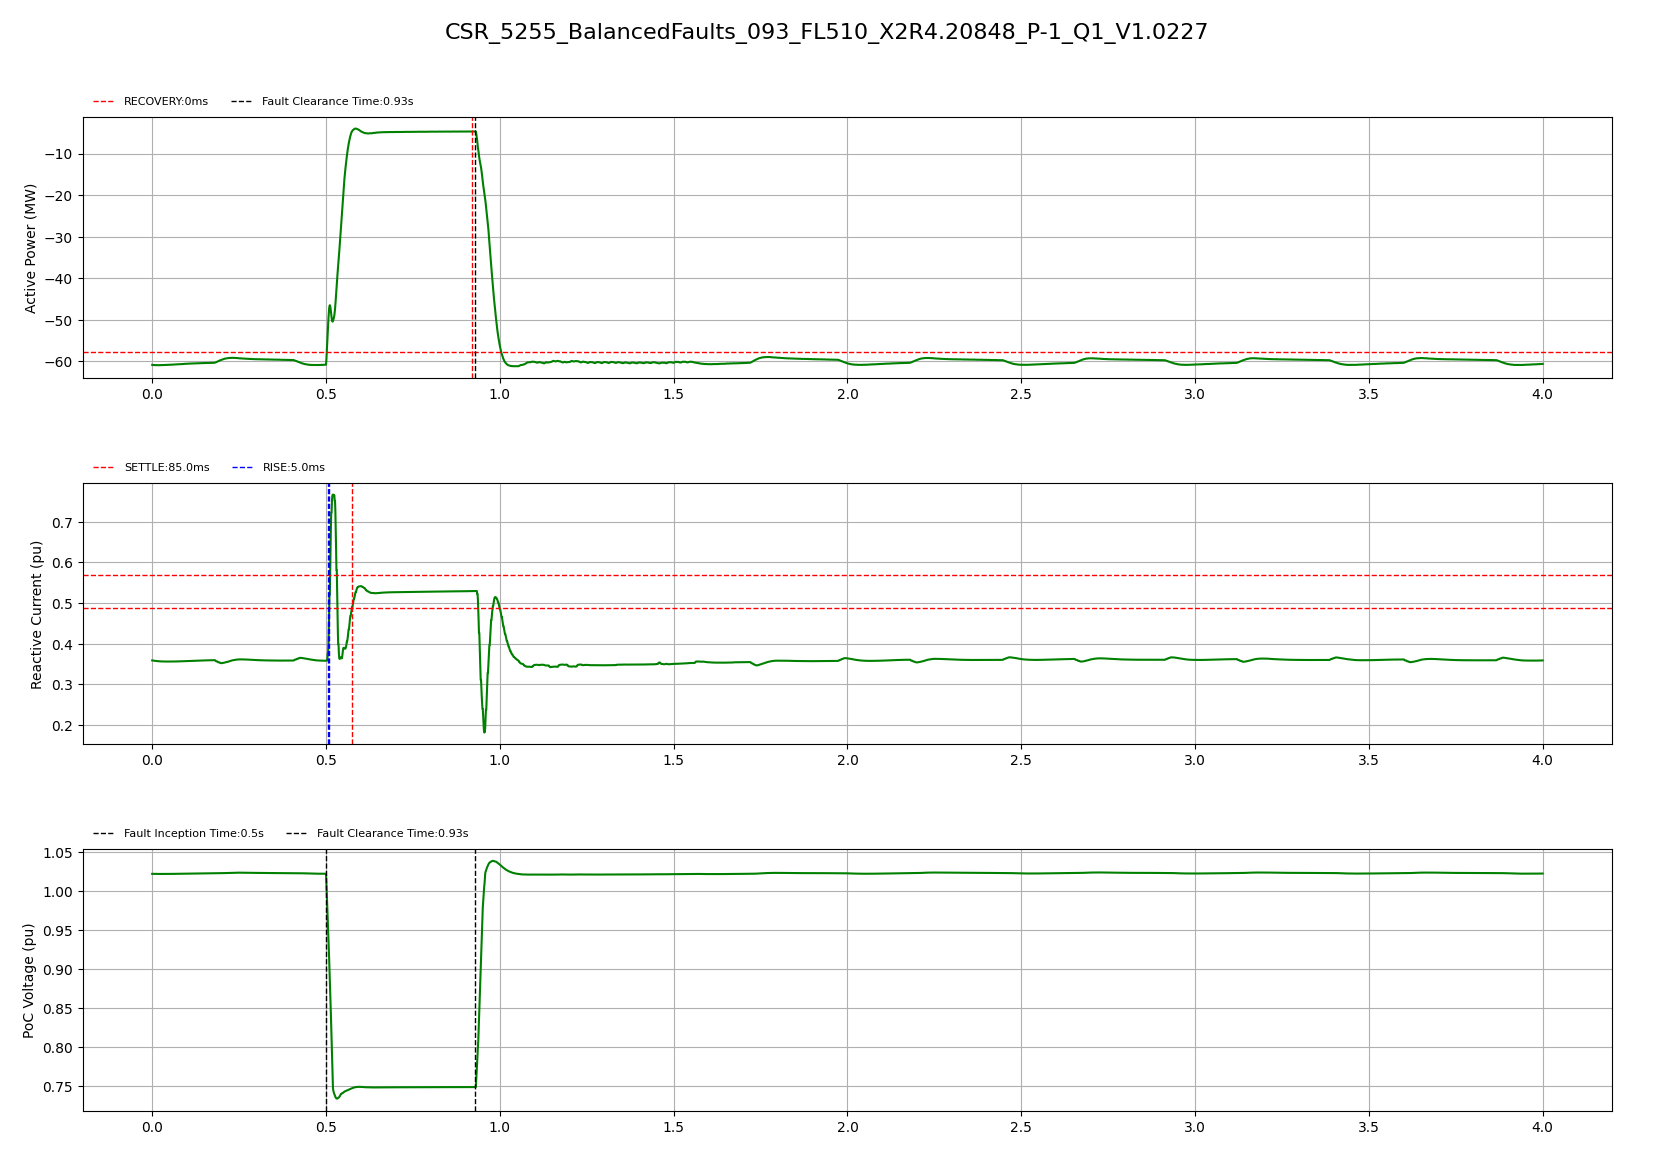 CSR_5255_BalancedFaults_093_FL510_X2R4.20848_P-1_Q1_V1.0227
RECOVERY:0ms Fault Clearance Time:0.93s
Active Power (MW)
−10
−20
−30
−40
−50
−60
0.0 0.5 1.0 1.5 2.0 2.5 3.0 3.5 4.0
SETTLE:85.0ms RISE:5.0ms
Reactive Current (pu)
0.7
0.6
0.5
0.4
0.3
0.2
0.0 0.5 1.0 1.5 2.0 2.5 3.0 3.5 4.0
Fault Inception Time:0.5s Fault Clearance Time:0.93s
PoC Voltage (pu)
1.05
1.00
0.95
0.90
0.85
0.80
0.75
0.0 0.5 1.0 1.5 2.0 2.5 3.0 3.5 4.0